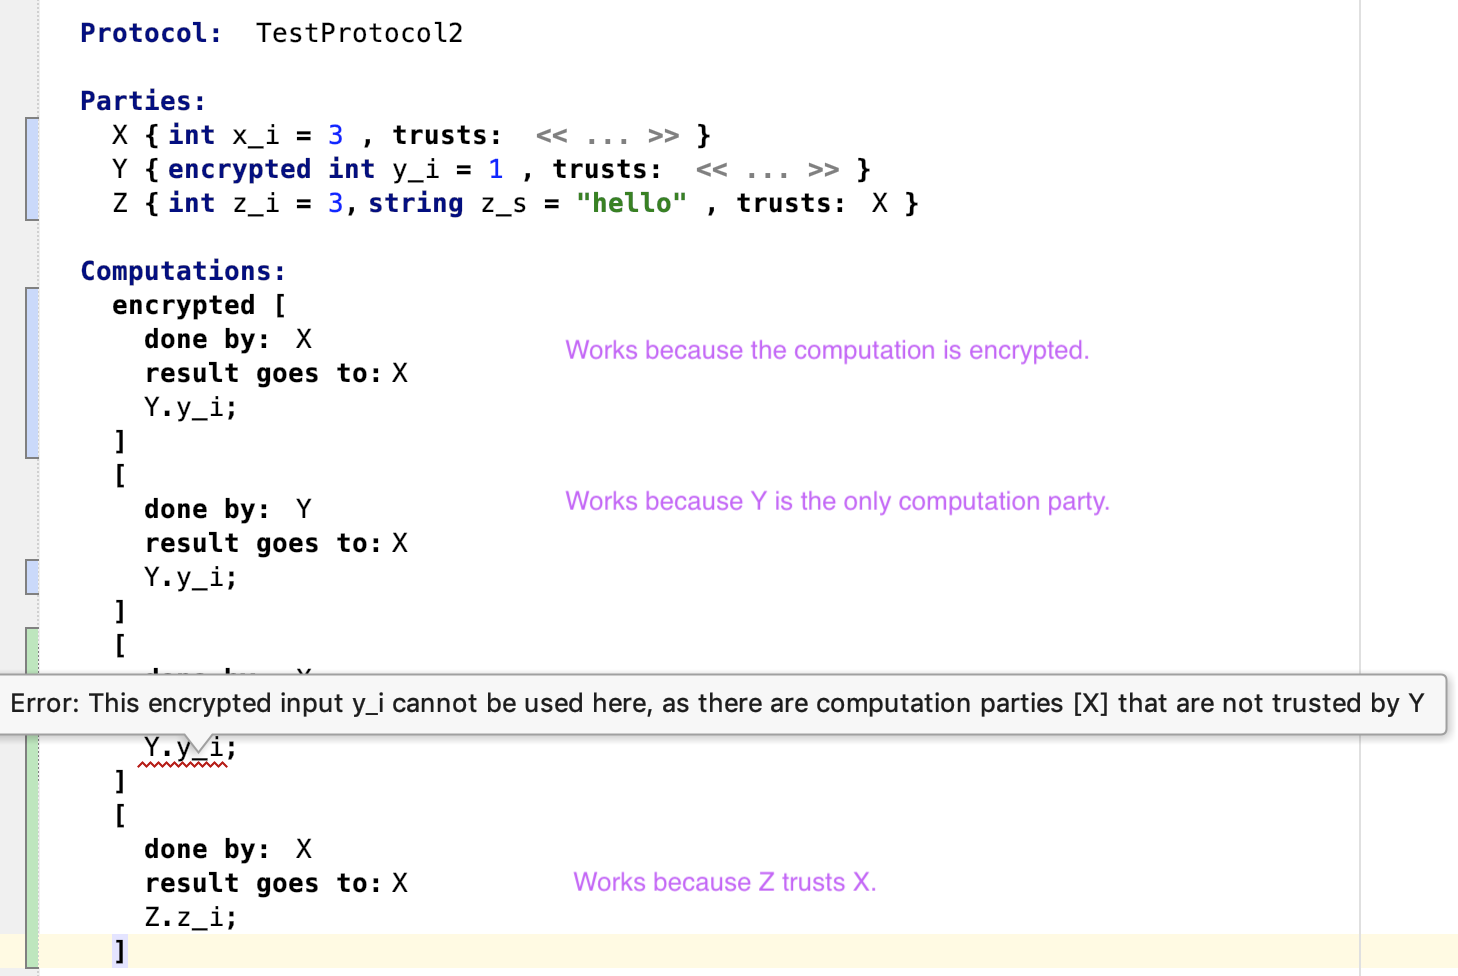 Protocol: TestProtocol2
Parties:
X { int x_i = 3 , trusts: << ... >> }
Y { encrypted int y_i = 1 , trusts: << ... >> }
Z { int z_i = 3, string z_s = "hello" , trusts: X }
Computations:
encrypted [
done by: X
Works because the computation is encrypted.
result goes to: X
Y.y_i;
]
[
done by: Y
Works because Y is the only computation party.
result goes to: X
Y.y_i;
]
[
Error: This encrypted input y_i cannot be used here, as there are computation parties [X] that are not trusted by Y
Y.y_i;
]
[
done by: X
result goes to: X
Works because Z trusts X.
Z.z_i;
]